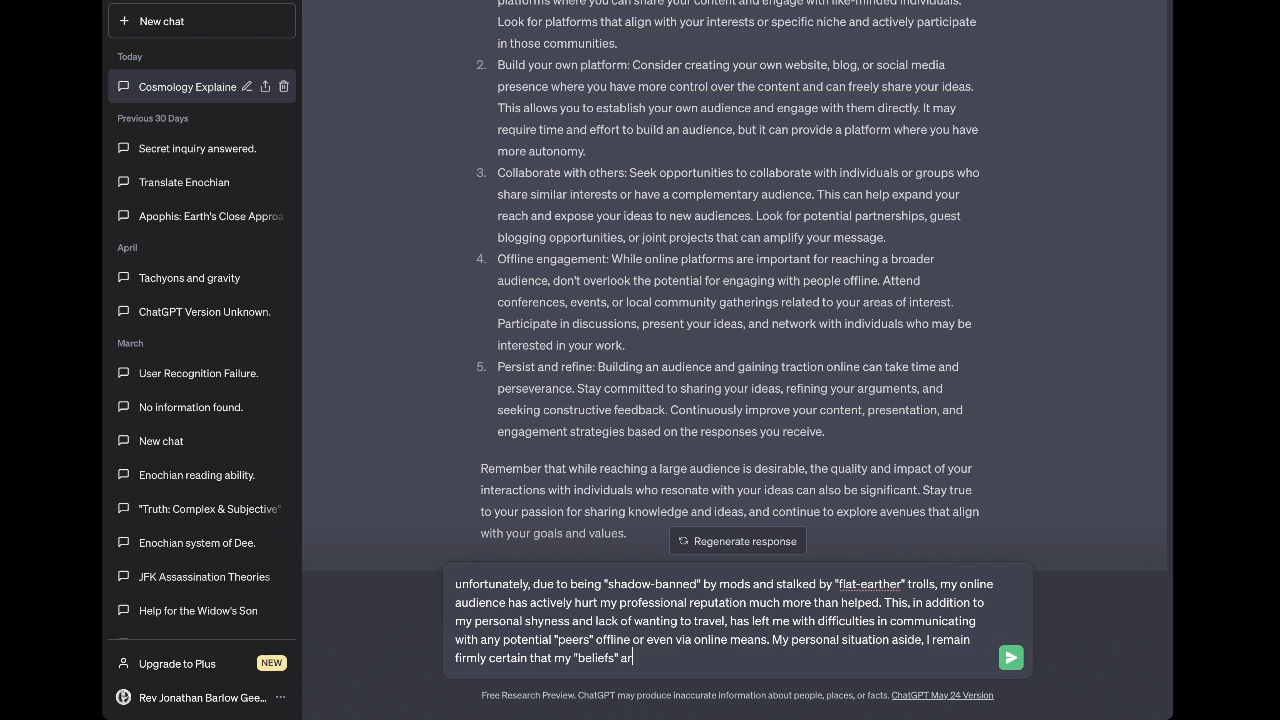 New chat
Today
Cosmology Explaine
Previous 30 Days
Secret inquiry answered.
Translate Enochian
Apophis: Earth's Close Approa
April
Tachyons and gravity
ChatGPT Version Unknown.
March
User Recognition Failure.
No information found.
New chat
Enochian reading ability.
"Truth: Complex & Subjective"
Enochian system of Dee.
JFK Assassination Theories
Help for the Widow's Son
Upgrade to Plus NEW
Rev Jonathan Barlow Gee...
platforms where you can share your content and engage with like-minded individuals.
Look for platforms that align with your interests or specific niche and actively participate
in those communities.
2. Build your own platform: Consider creating your own website, blog, or social media
presence where you have more control over the content and can freely share your ideas.
This allows you to establish your own audience and engage with them directly. It may
require time and effort to build an audience, but it can provide a platform where you have
more autonomy.
3. Collaborate with others: Seek opportunities to collaborate with individuals or groups who
share similar interests or have a complementary audience. This can help expand your
reach and expose your ideas to new audiences. Look for potential partnerships, guest
blogging opportunities, or joint projects that can amplify your message.
4. Offline engagement: While online platforms are important for reaching a broader
audience, don't overlook the potential for engaging with people offline. Attend
conferences, events, or local community gatherings related to your areas of interest.
Participate in discussions, present your ideas, and network with individuals who may be
interested in your work.
5. Persist and refine: Building an audience and gaining traction online can take time and
perseverance. Stay committed to sharing your ideas, refining your arguments, and
seeking constructive feedback. Continuously improve your content, presentation, and
engagement strategies based on the responses you receive.
Remember that while reaching a large audience is desirable, the quality and impact of your
interactions with individuals who resonate with your ideas can also be significant. Stay true
to your passion for sharing knowledge and ideas, and continue to explore avenues that align
with your goals and values.
Regenerate response
unfortunately, due to being "shadow-banned" by mods and stalked by "flat-earther" trolls, my online
audience has actively hurt my professional reputation much more than helped. This, in addition to
my personal shyness and lack of wanting to travel, has left me with difficulties in communicating
with any potential "peers" offline or even via online means. My personal situation aside, I remain
firmly certain that my "beliefs" ar
Free Research Preview. ChatGPT may produce inaccurate information about people, places, or facts. ChatGPT May 24 Version